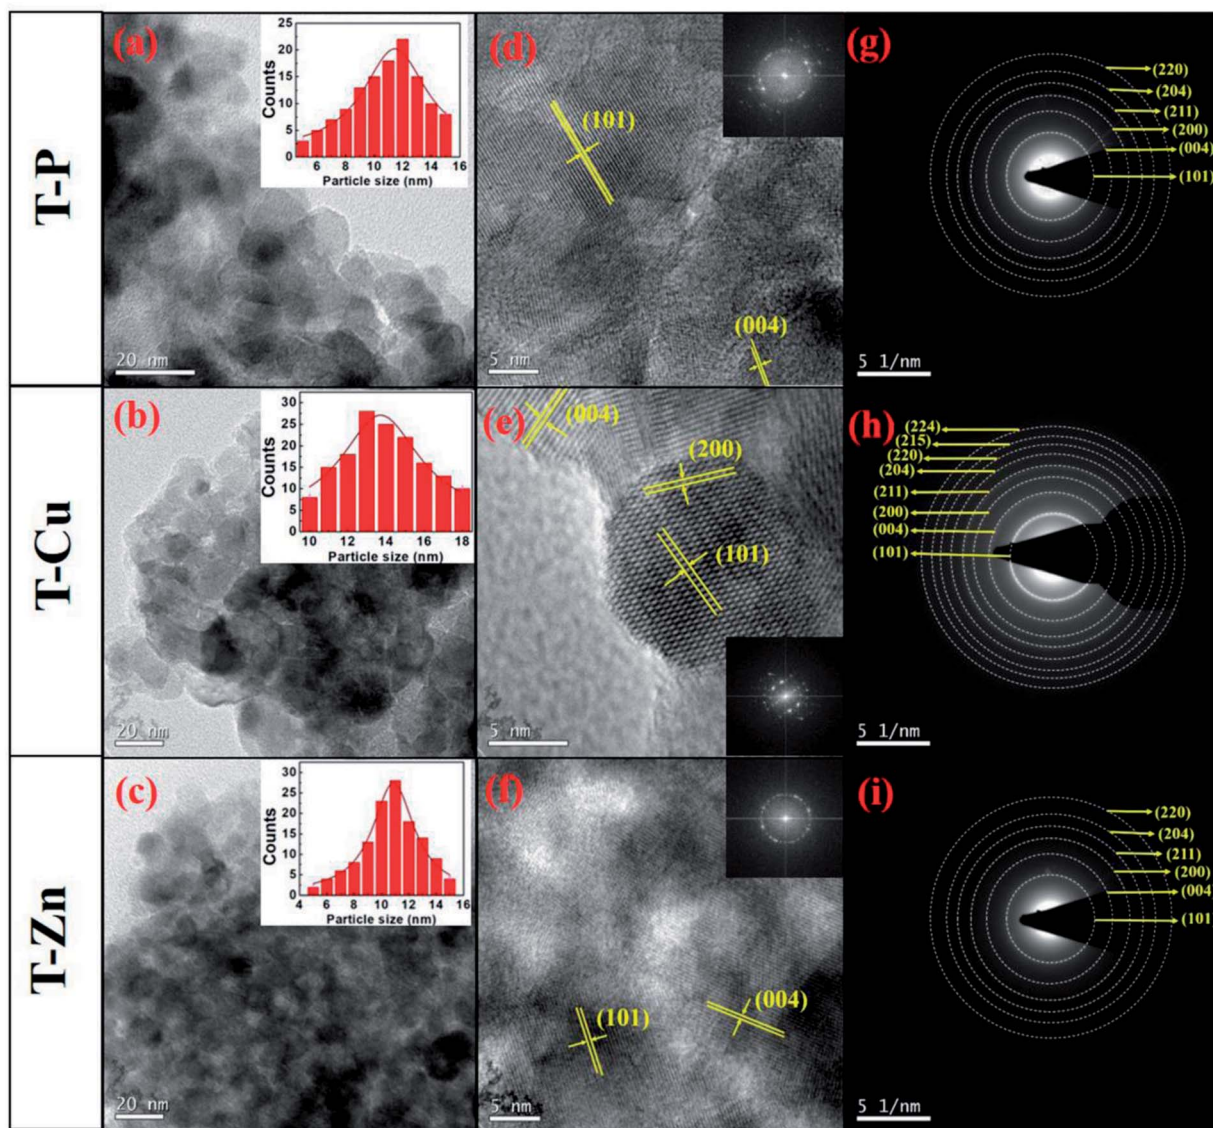 T-P
(a)
25
20
15
10
5
0
Counts
6 8 10 12 14 16
Particle size (nm)
20 nm
(d)
(101)
(004)
5 nm
(g)
(220)
(204)
(211)
(200)
(004)
(101)
5 1/nm
T-Cu
(b)
30
25
20
15
10
5
0
Counts
10 12 14 16 18
Particle size (nm)
20 nm
(e)
(004)
(200)
(101)
5 nm
(h)
(224)
(215)
(220)
(204)
(211)
(200)
(004)
(101)
5 1/nm
T-Zn
(c)
30
25
20
15
10
5
0
Counts
4 6 8 10 12 14 16
Particle size (nm)
20 nm
(f)
(101)
(004)
5 nm
(i)
(220)
(204)
(211)
(200)
(004)
(101)
5 1/nm